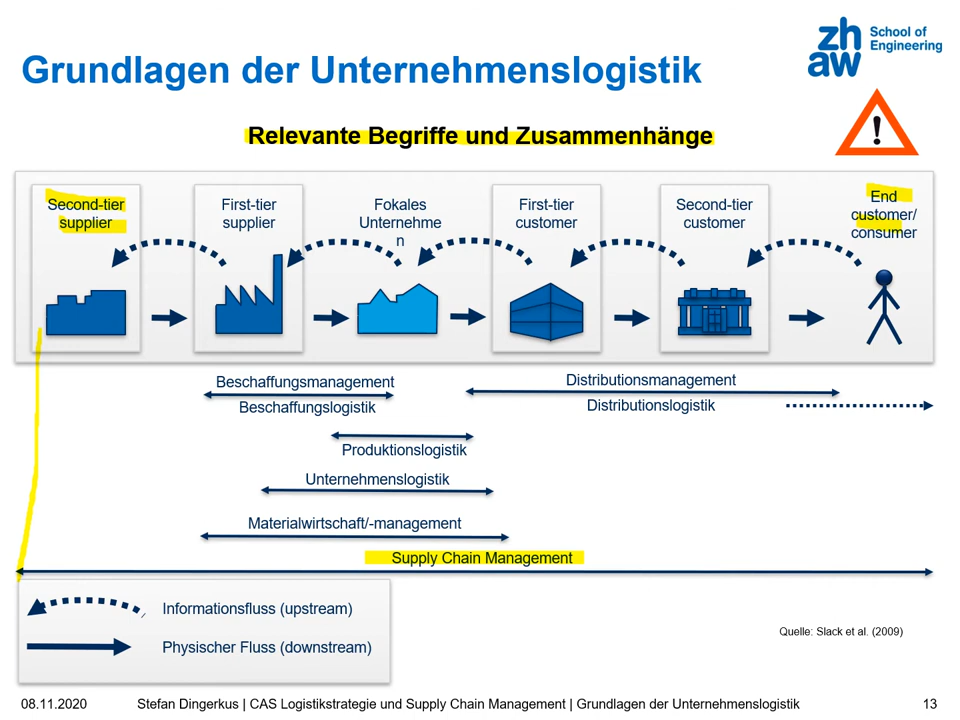 zh
aw
School of
Engineering
Grundlagen der Unternehmenslogistik
Relevante Begriffe und Zusammenhänge
!
Second-tier
supplier
First-tier
supplier
Fokales
Unternehme
n
First-tier
customer
Second-tier
customer
End
customer/
consumer
Beschaffungsmanagement
Beschaffungslogistik
Distributionsmanagement
Distributionslogistik
Produktionslogistik
Unternehmenslogistik
Materialwirtschaft/-management
Supply Chain Management
Informationsfluss (upstream)
Physischer Fluss (downstream)
Quelle: Slack et al. (2009)
08.11.2020 Stefan Dingerkus | CAS Logistikstrategie und Supply Chain Management | Grundlagen der Unternehmenslogistik 13